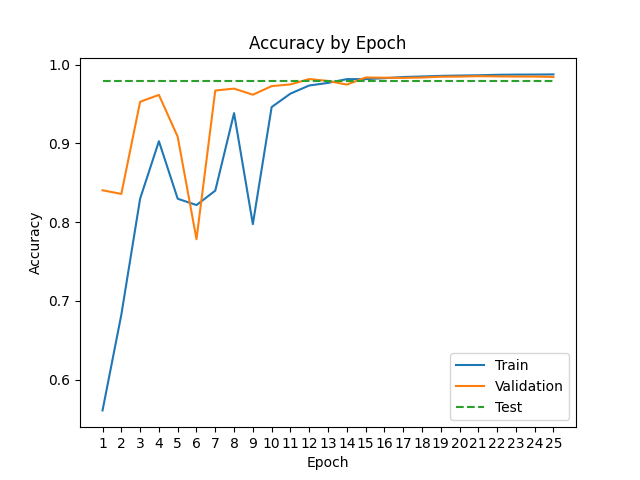 Accuracy by Epoch
1.0
0.9
0.8
0.7
0.6
Accuracy
Train
Validation
Test
1 2 3 4 5 6 7 8 9 10 11 12 13 14 15 16 17 18 19 20 21 22 23 24 25
Epoch